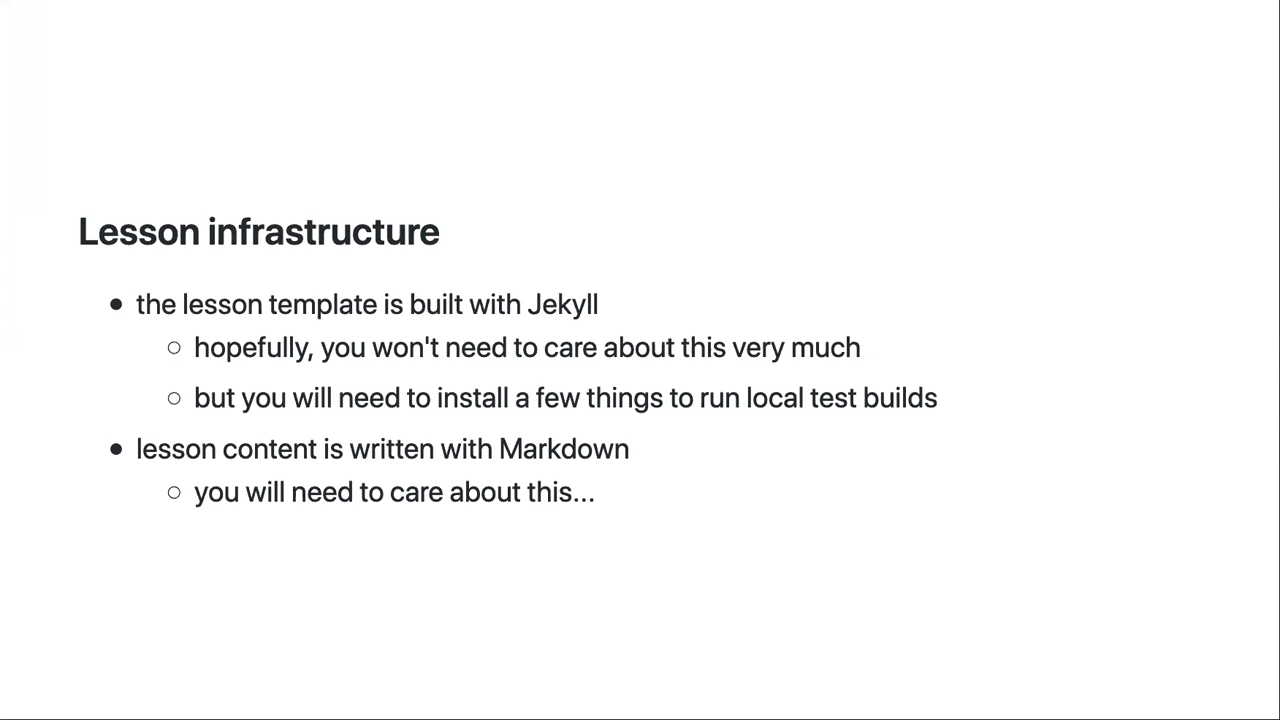 Lesson infrastructure
the lesson template is built with Jekyll
hopefully, you won't need to care about this very much
but you will need to install a few things to run local test builds
lesson content is written with Markdown
you will need to care about this...